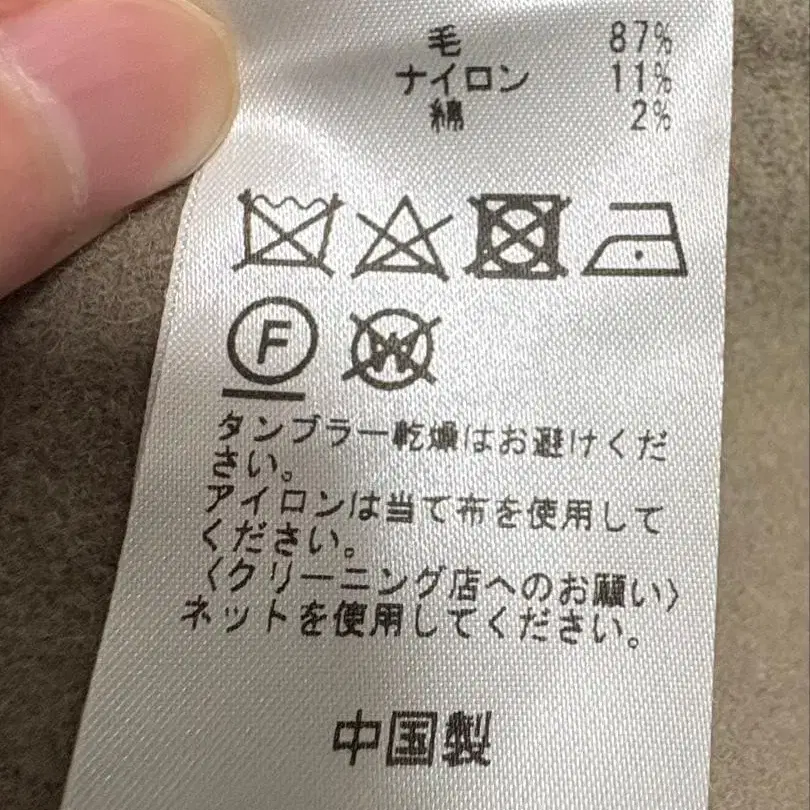 毛 87%
ナイロン 11%
綿 2%
F W
タンブラー乾燥はお避けくだ
さい。
アイロンは当て布を使用して
ください。
〈クリーニング店へのお願い〉
ネットを使用してください。
中国製